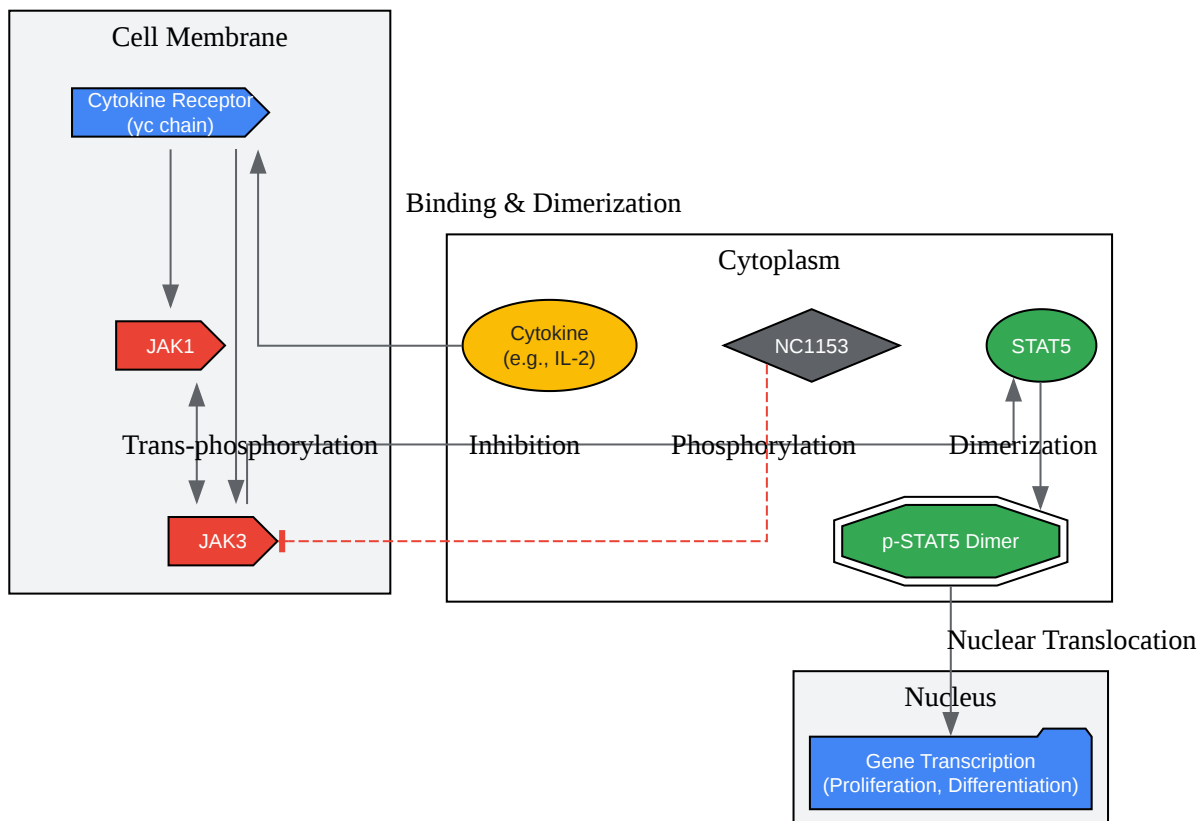 Cell Membrane
Cytokine Receptor
(γc chain)
Binding & Dimerization
Cytoplasm
JAK1
Cytokine
(e.g., IL-2)
NC1153
STAT5
Trans-phosphorylation
Inhibition
Phosphorylation
Dimerization
JAK3
p-STAT5 Dimer
Nuclear Translocation
Nucleus
Gene Transcription
(Proliferation, Differentiation)